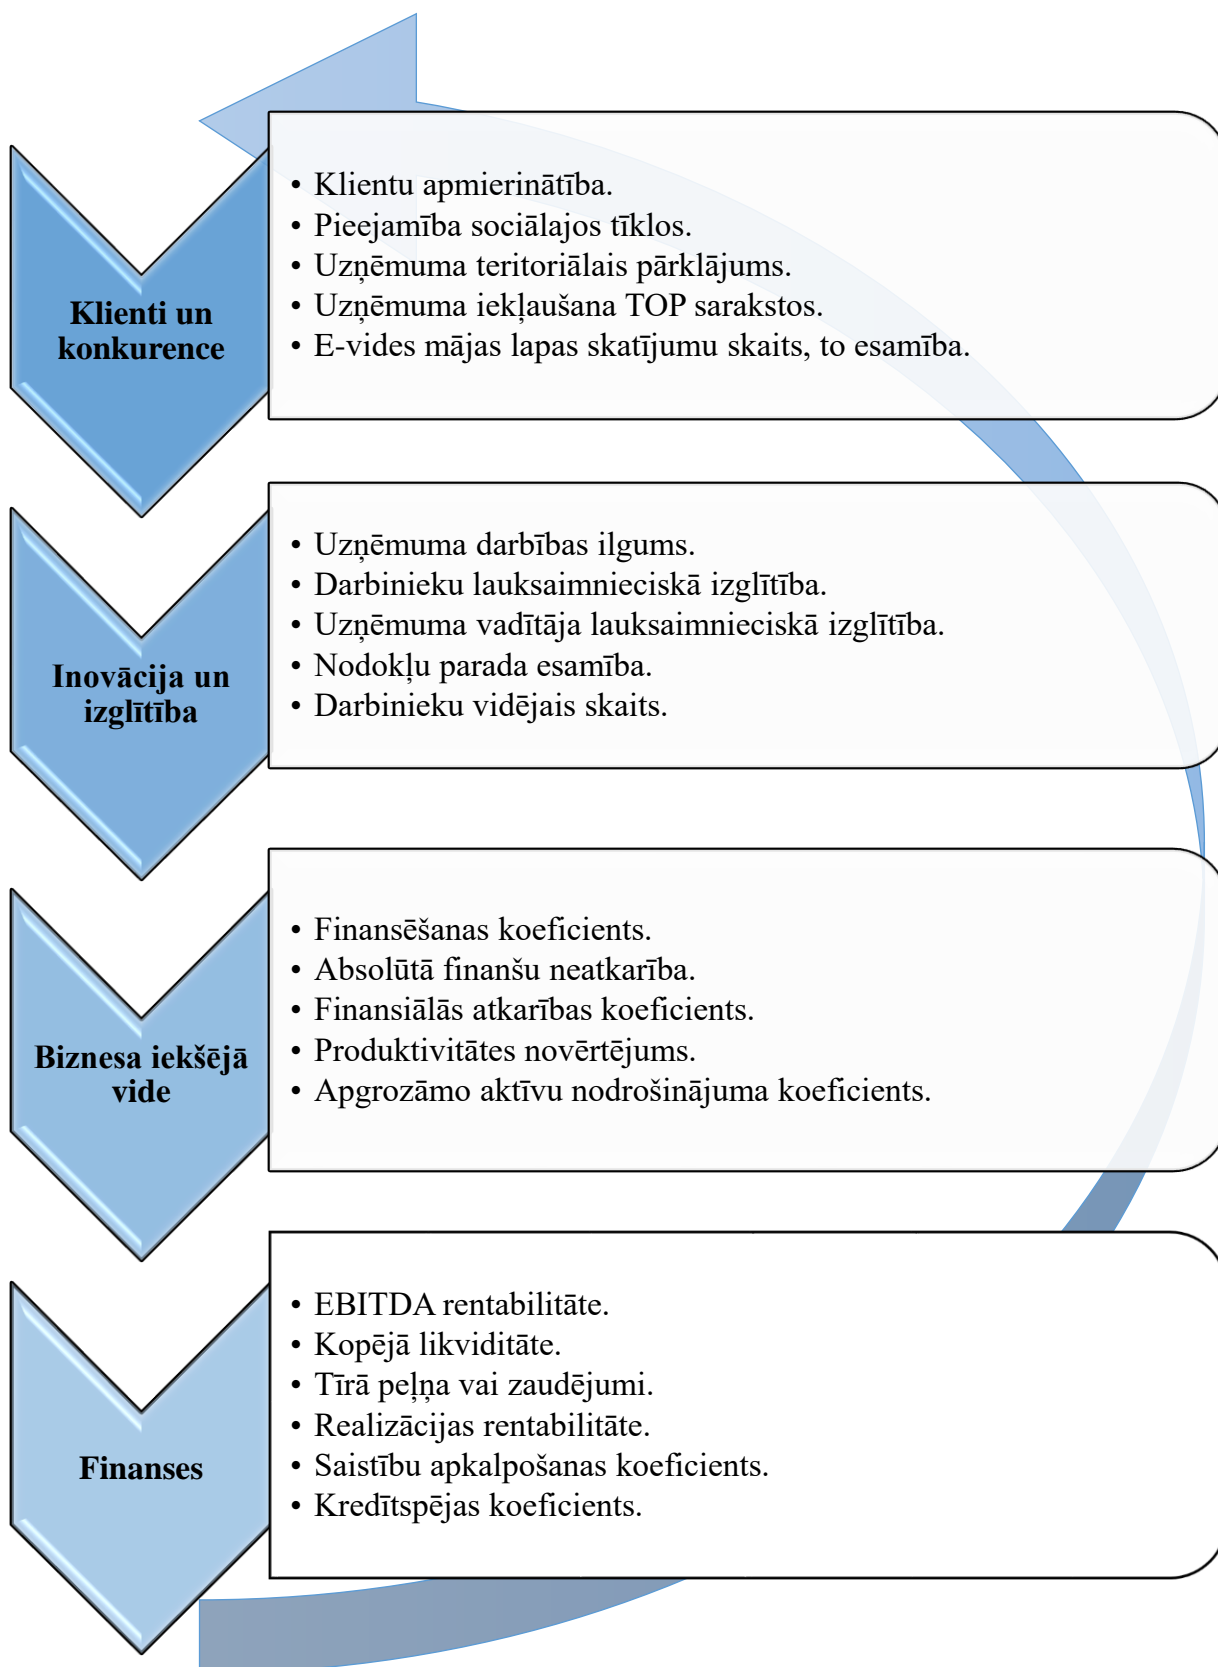 Klienti un
konkurence
• Klientu apmierinātība.
• Pieejamība sociālajos tīklos.
• Uzņēmuma teritoriālais pārklājums.
• Uzņēmuma iekļaušana TOP sarakstos.
• E-vides mājas lapas skatījumu skaits, to esamība.
Inovācija un
izglītība
• Uzņēmuma darbības ilgums.
• Darbinieku lauksaimnieciskā izglītība.
• Uzņēmuma vadītāja lauksaimnieciskā izglītība.
• Nodokļu parada esamība.
• Darbinieku vidējais skaits.
Biznesa iekšējā
vide
• Finansēšanas koeficients.
• Absolūtā finanšu neatkarība.
• Finansiālās atkarības koeficients.
• Produktivitātes novērtējums.
• Apgrozāmo aktīvu nodrošinājuma koeficients.
Finanses
• EBITDA rentabilitāte.
• Kopējā likviditāte.
• Tīrā peļņa vai zaudējumi.
• Realizācijas rentabilitāte.
• Saistību apkalpošanas koeficients.
• Kredītspējas koeficients.